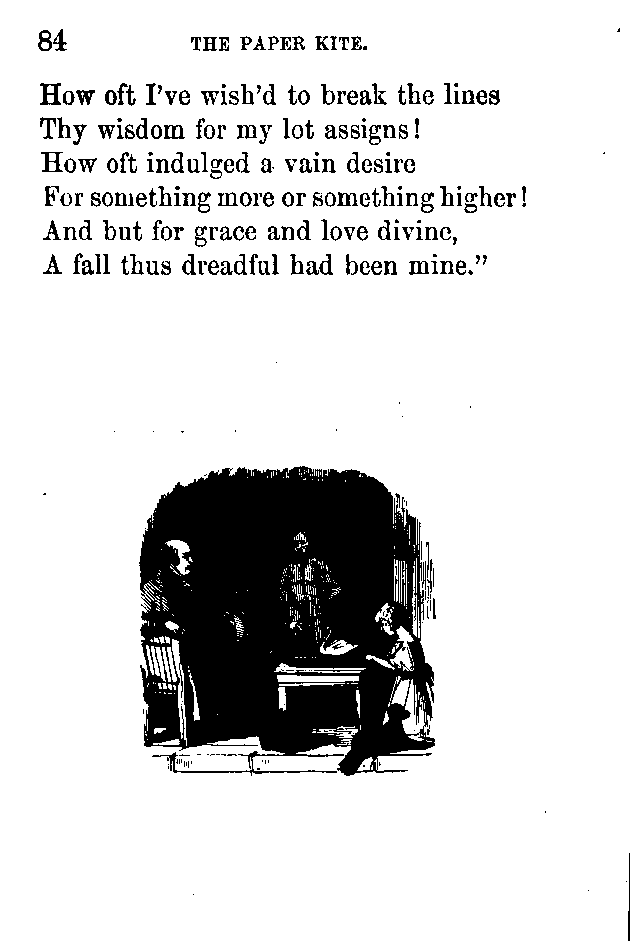 84 THE PAPER KITE.
How oft I've wish'd to break the lines
Thy wisdom for my lot assigns!
How oft indulged a vain desire
For something more or something higher!
And but for grace and love divine,
A fall thus dreadful had been mine.”